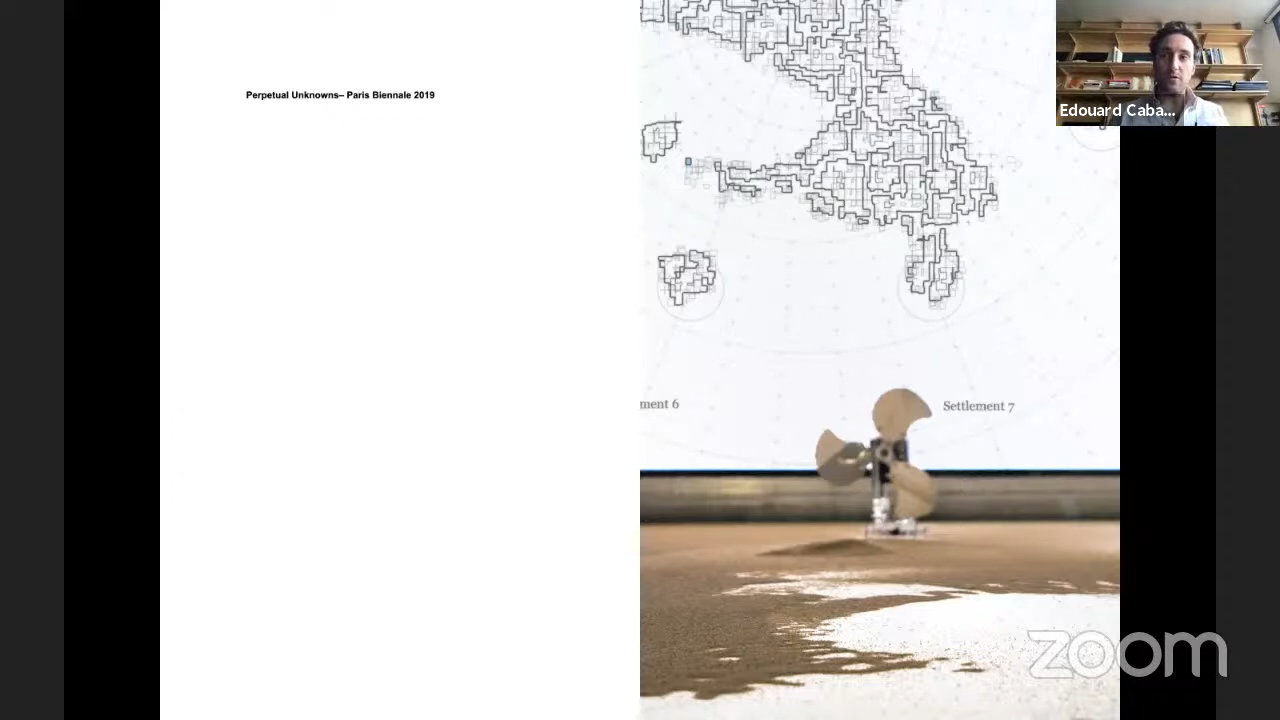 Perpetual Unknowns– Paris Biennale 2019
Edouard Caba...
ment 6
Settlement 7
zoom